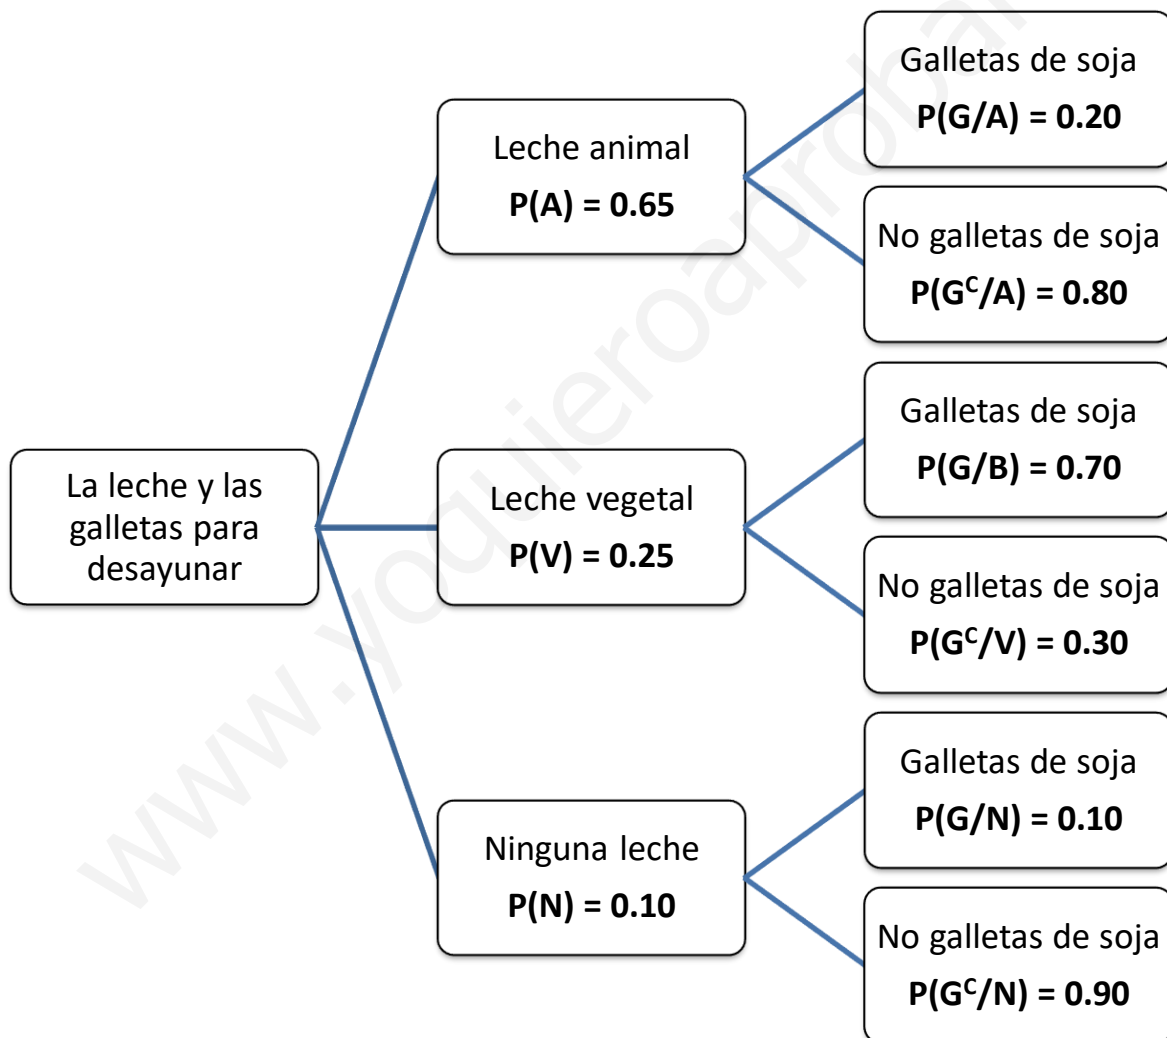 Galletas de soja
P(G/A) = 0.20
Leche animal
P(A) = 0.65
No galletas de soja
P(Gᶜ/A) = 0.80
Galletas de soja
P(G/B) = 0.70
La leche y las
galletas para
desayunar
Leche vegetal
P(V) = 0.25
No galletas de soja
P(Gᶜ/V) = 0.30
Galletas de soja
P(G/N) = 0.10
Ninguna leche
P(N) = 0.10
No galletas de soja
P(Gᶜ/N) = 0.90
www.yoquieroaproba